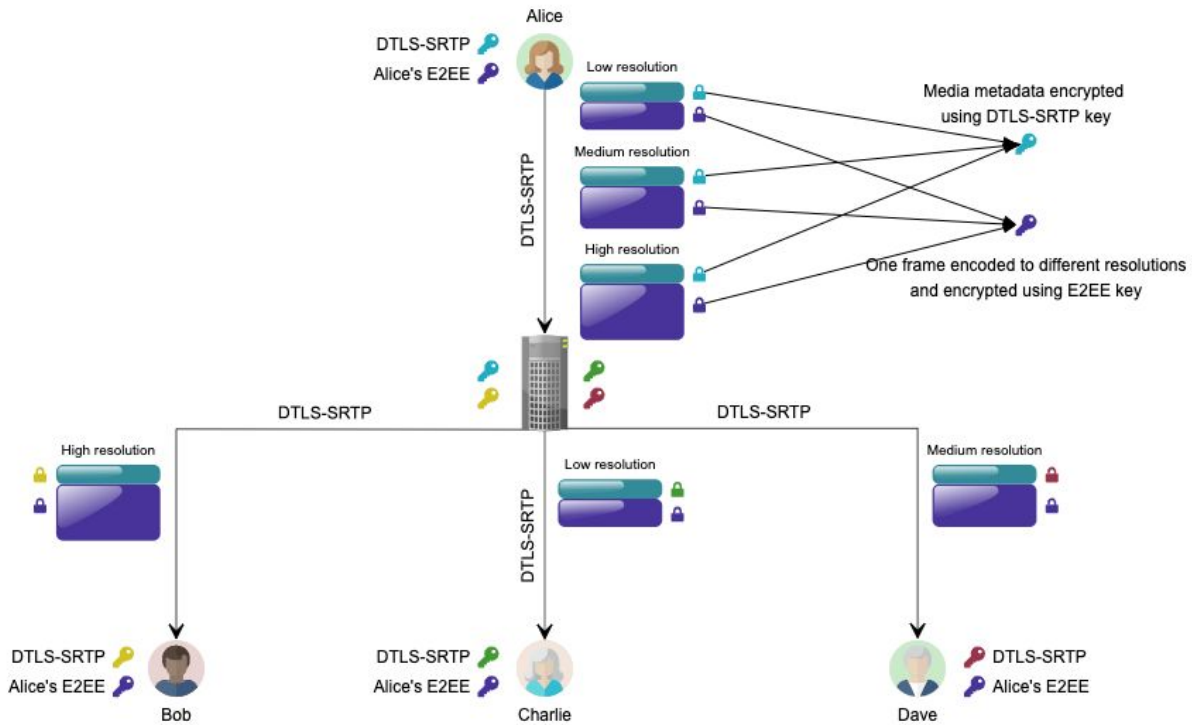 Alice
DTLS-SRTP
Alice's E2EE
Low resolution
Media metadata encrypted
using DTLS-SRTP key
Medium resolution
DTLS-SRTP
High resolution
One frame encoded to different resolutions
and encrypted using E2EE key
DTLS-SRTP
DTLS-SRTP
High resolution
Low resolution
Medium resolution
DTLS-SRTP
DTLS-SRTP
Alice's E2EE
Bob
DTLS-SRTP
Alice's E2EE
Charlie
DTLS-SRTP
Alice's E2EE
Dave